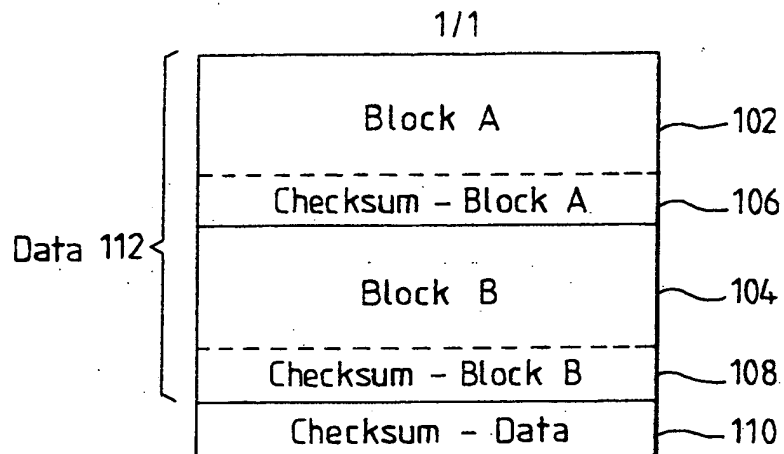 1/1
Block A 102
Checksum - Block A 106
Data 112
Block B 104
Checksum - Block B 108
Checksum - Data 110